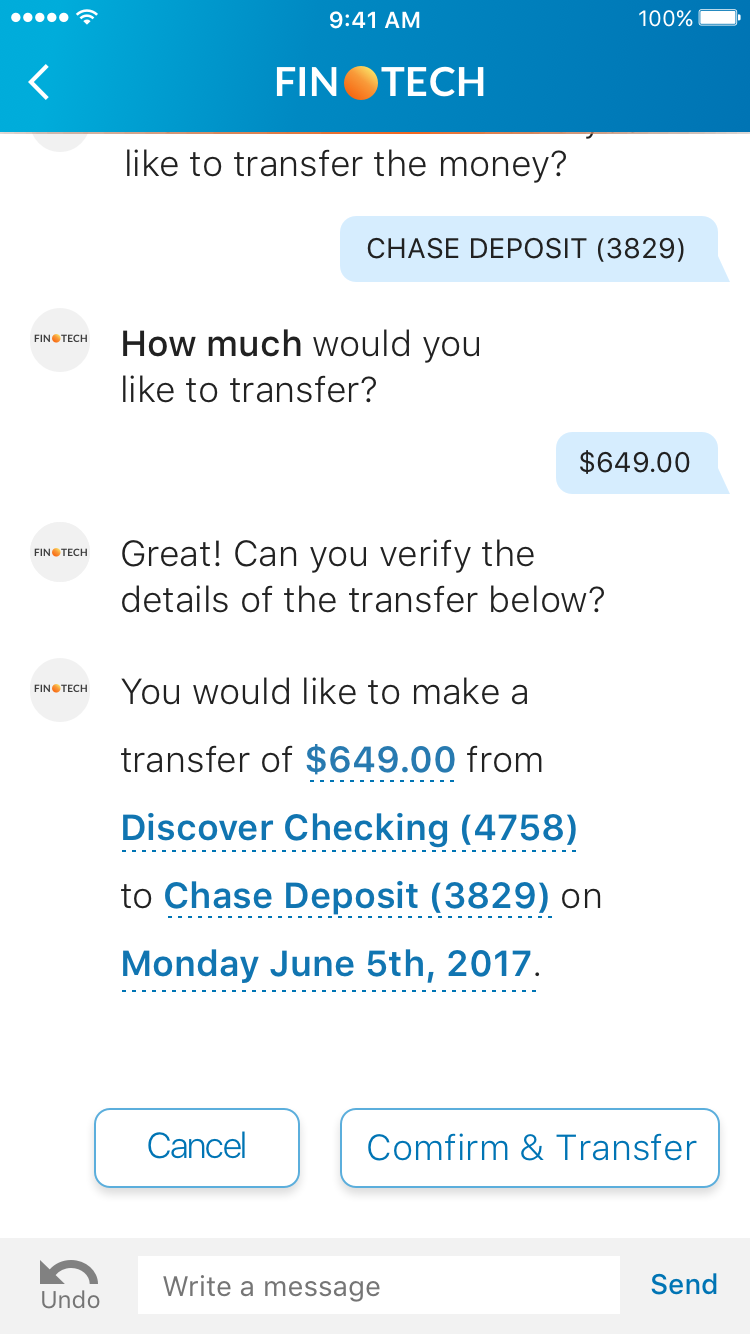 9:41 AM
100%
FIN TECH
like to transfer the money?
CHASE DEPOSIT (3829)
FIN TECH
How much would you
like to transfer?
$649.00
FIN TECH
Great! Can you verify the
details of the transfer below?
FIN TECH
You would like to make a
transfer of $649.00 from
Discover Checking (4758)
to Chase Deposit (3829) on
Monday June 5th, 2017.
Cancel
Comfirm & Transfer
Undo
Write a message
Send